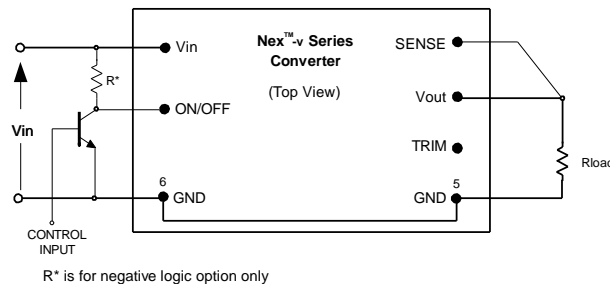 Nex™-v Series
Converter
(Top View)
Vin
R*
ON/OFF
Vin
6
GND
SENSE
Vout
TRIM
5
GND
Rload
CONTROL
INPUT
R* is for negative logic option only